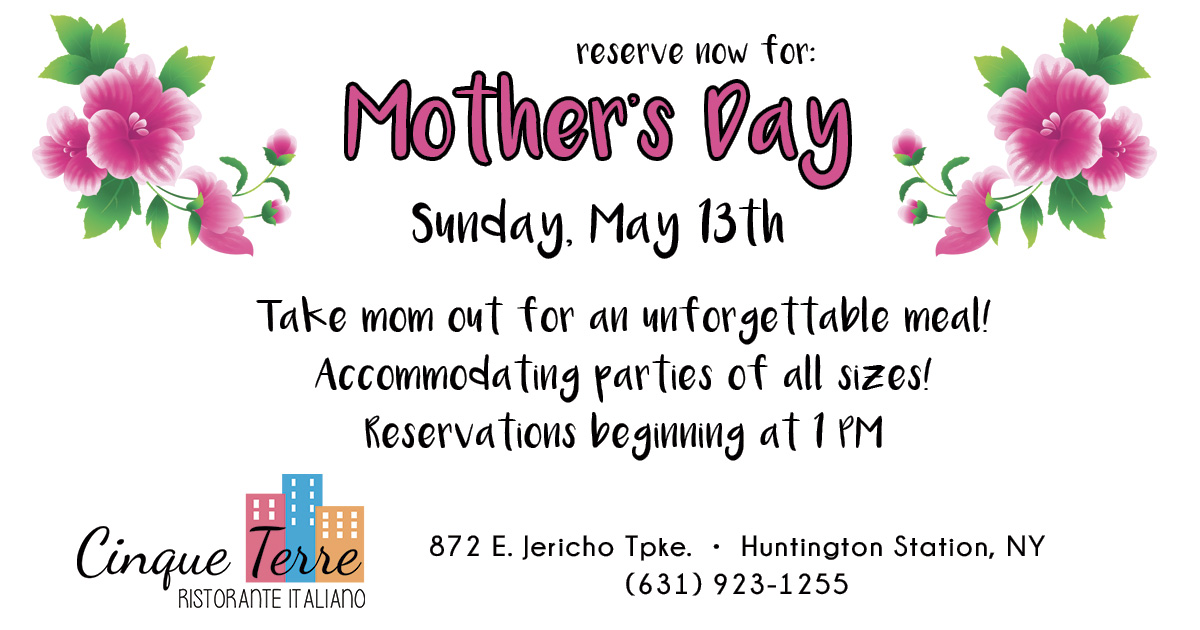 reserve now for:
Mother's Day
Sunday, May 13th
Take mom out for an unforgettable meal!
Accommodating parties of all sizes!
Reservations beginning at 1 PM
Cinque Terre
RISTORANTE ITALIANO
872 E. Jericho Tpke. • Huntington Station, NY
(631) 923-1255